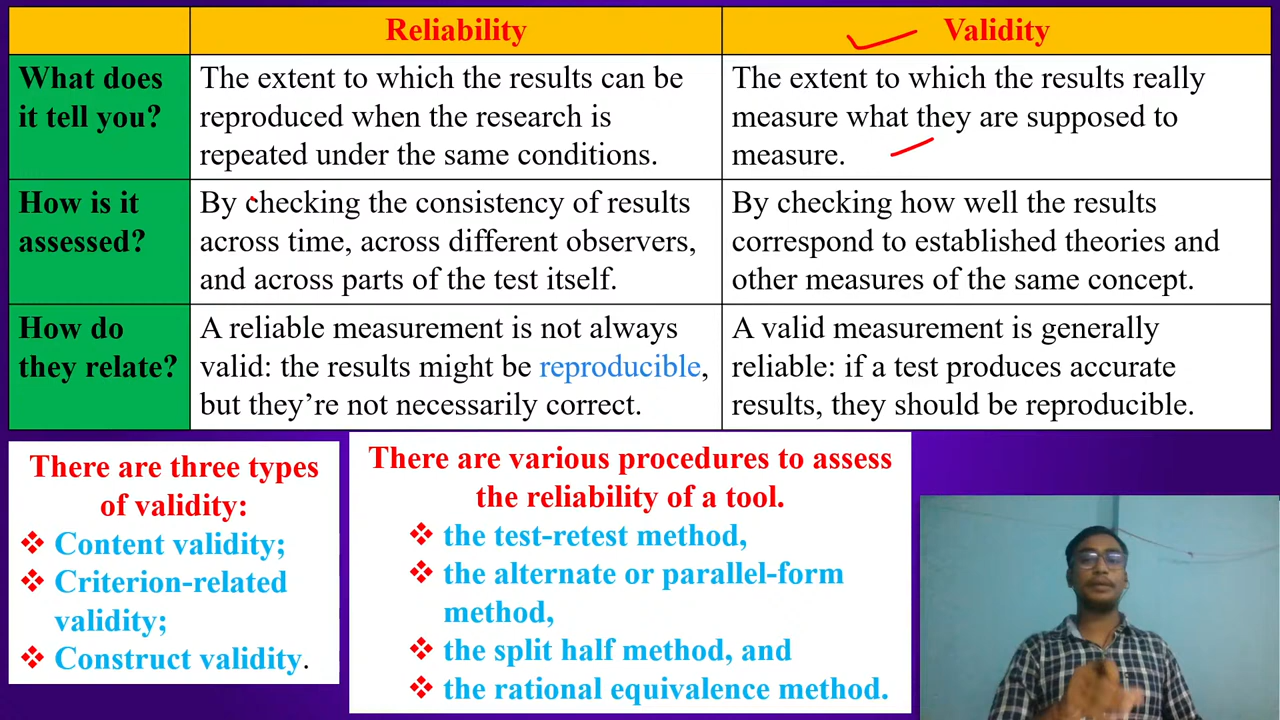 Reliability
Validity
What does
it tell you?
The extent to which the results can be
reproduced when the research is
repeated under the same conditions.
The extent to which the results really
measure what they are supposed to
measure.
How is it
assessed?
By checking the consistency of results
across time, across different observers,
and across parts of the test itself.
By checking how well the results
correspond to established theories and
other measures of the same concept.
How do
they relate?
A reliable measurement is not always
valid: the results might be reproducible,
but they’re not necessarily correct.
A valid measurement is generally
reliable: if a test produces accurate
results, they should be reproducible.
There are three types
of validity:
❖ Content validity;
❖ Criterion-related
validity;
❖ Construct validity.
There are various procedures to assess
the reliability of a tool.
❖ the test-retest method,
❖ the alternate or parallel-form
method,
❖ the split half method, and
❖ the rational equivalence method.